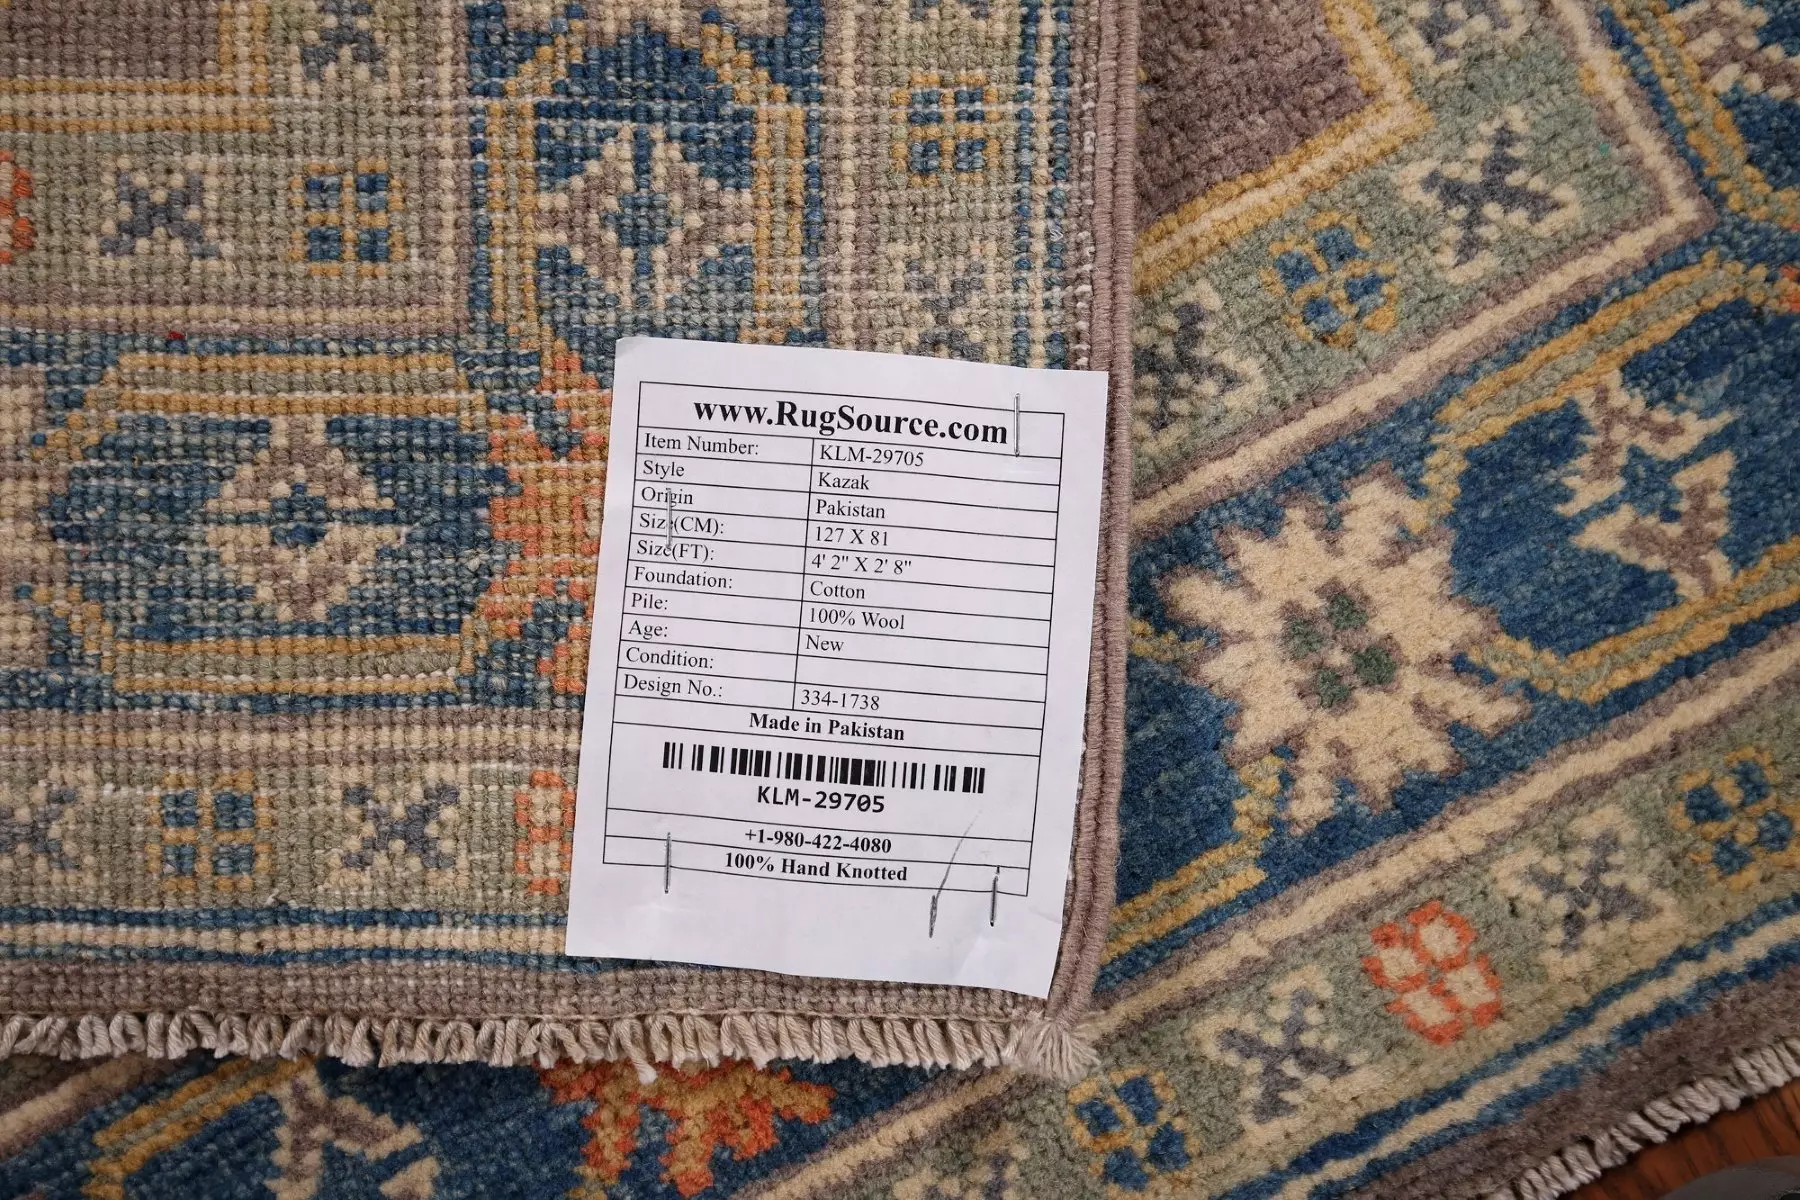 www.RugSource.com
Item Number: KLM-29705
Style Kazak
Origin Pakistan
Size(CM): 127 X 81
Size(FT): 4' 2" X 2' 8"
Foundation: Cotton
Pile: 100% Wool
Age: New
Condition:
Design No.: 334-1738
Made in Pakistan
KLM-29705
+1-980-422-4080
100% Hand Knotted